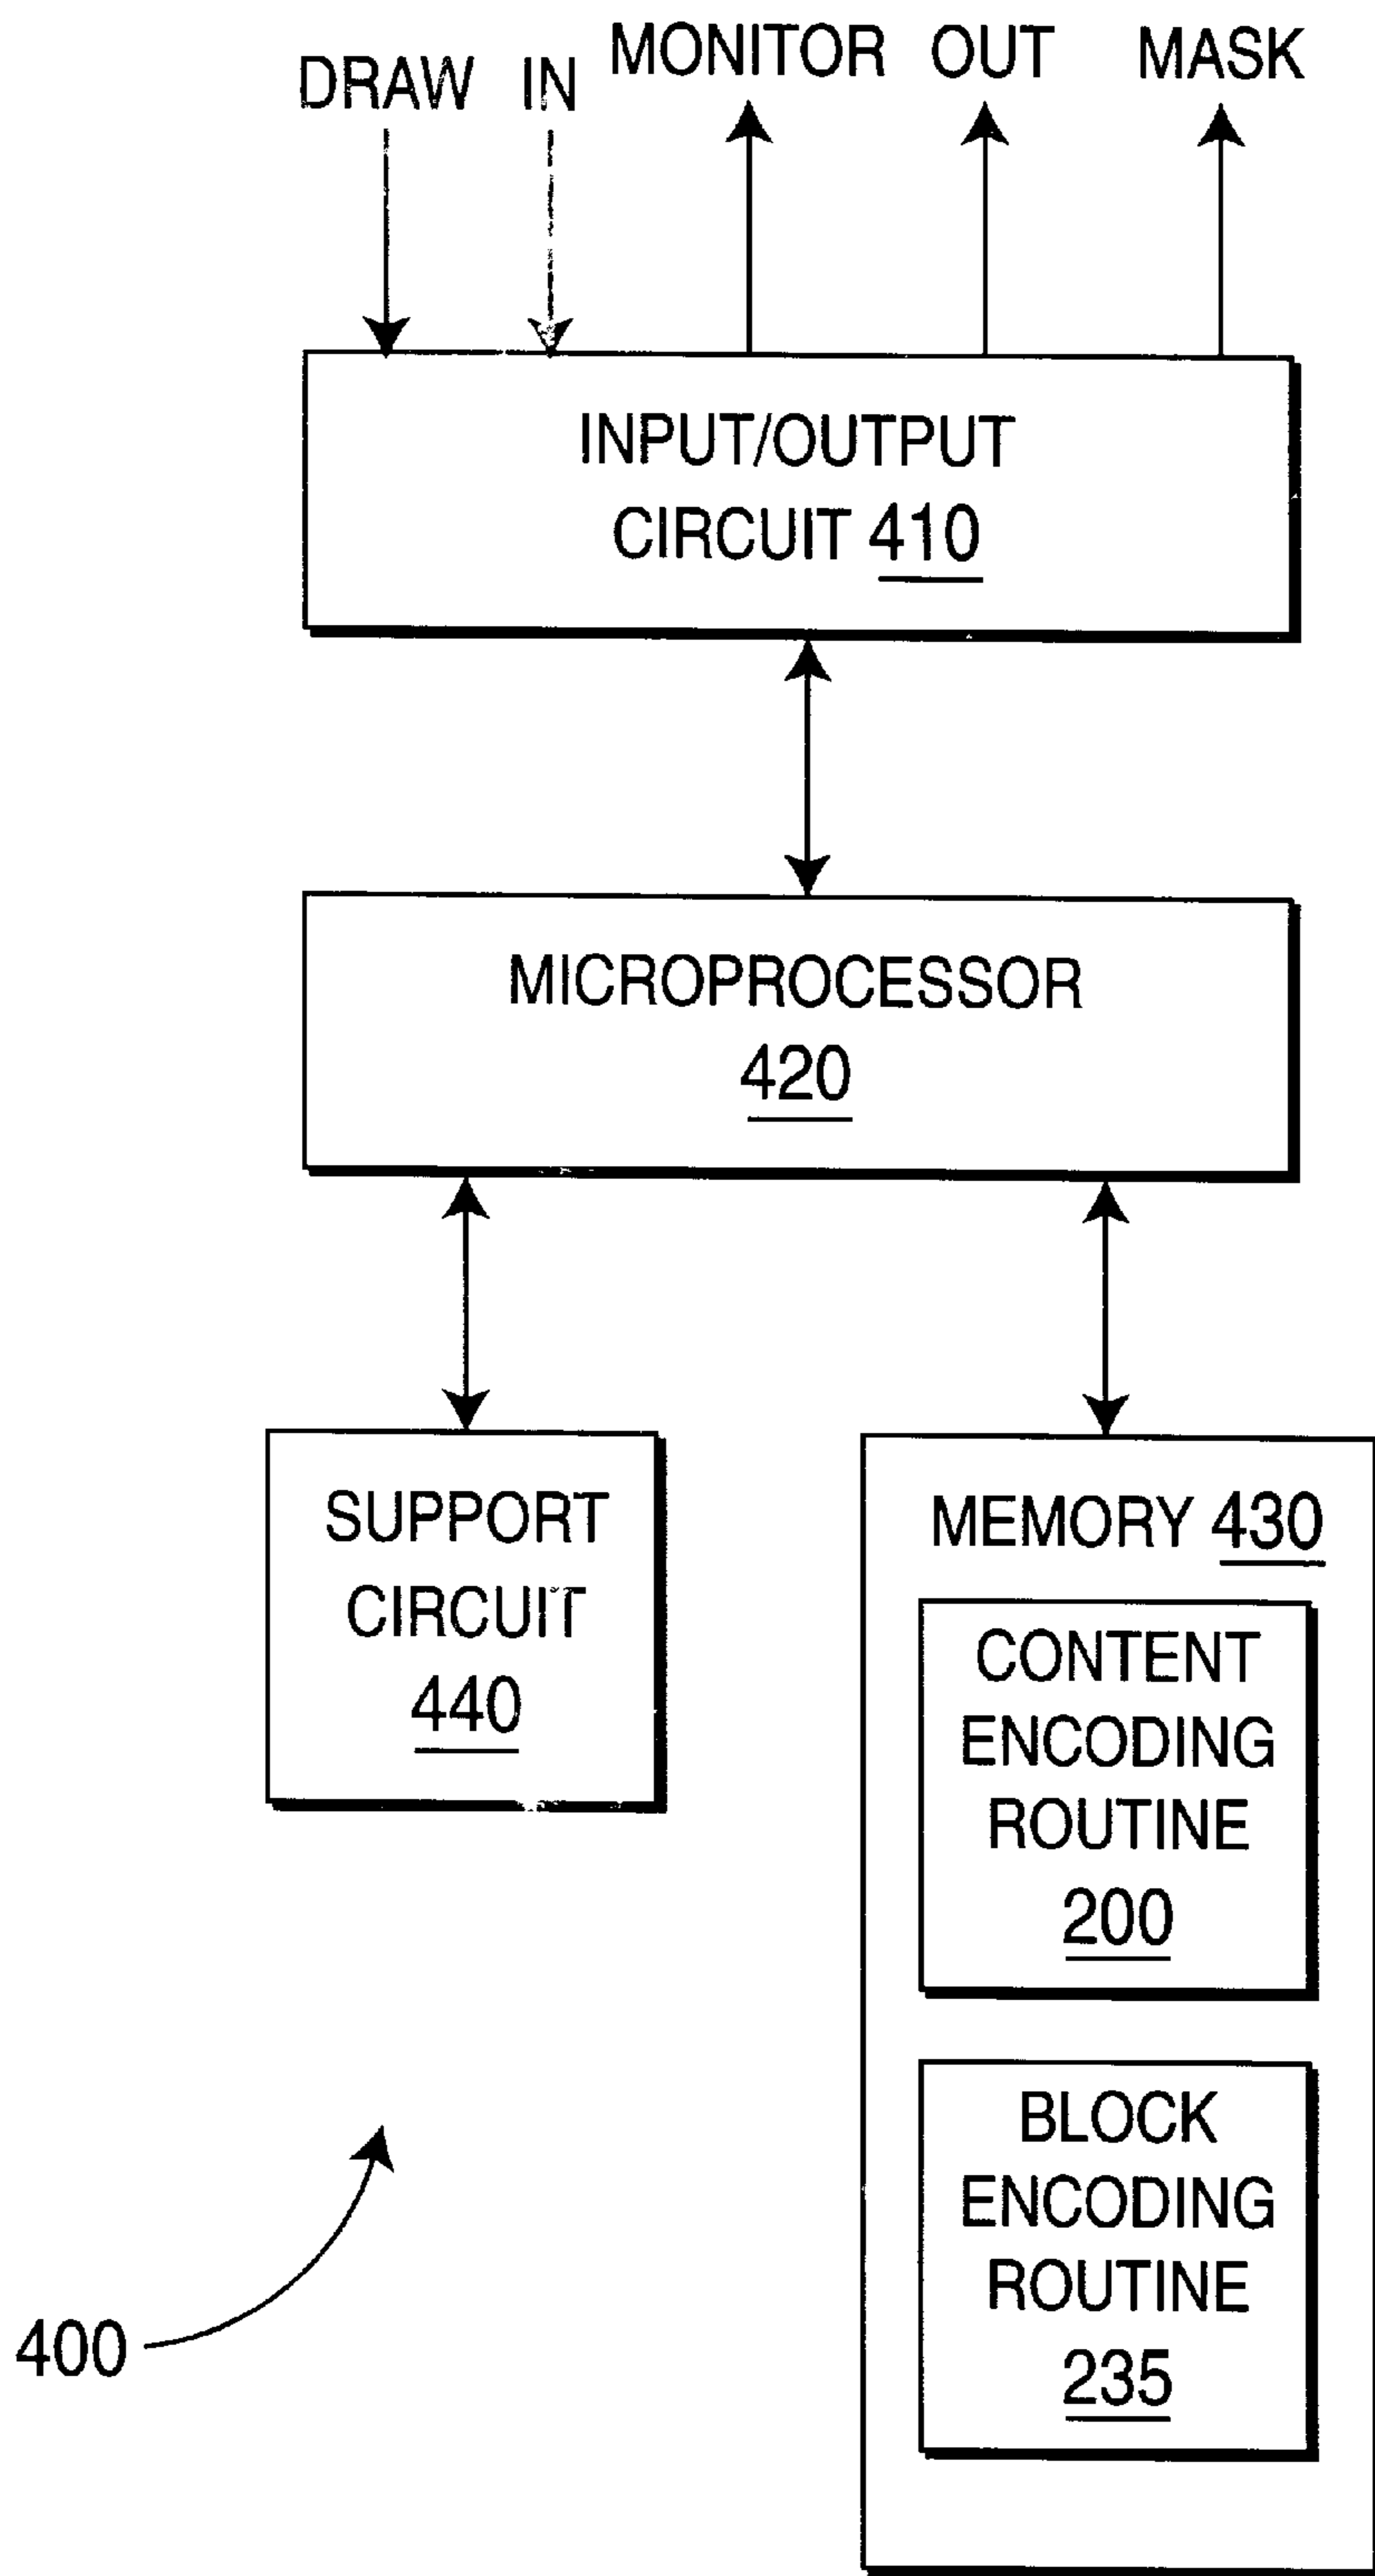 DRAW IN MONITOR OUT MASK
INPUT/OUTPUT
CIRCUIT 410
MICROPROCESSOR
420
SUPPORT
CIRCUIT
440
MEMORY 430
CONTENT
ENCODING
ROUTINE
200
BLOCK
ENCODING
ROUTINE
235
400